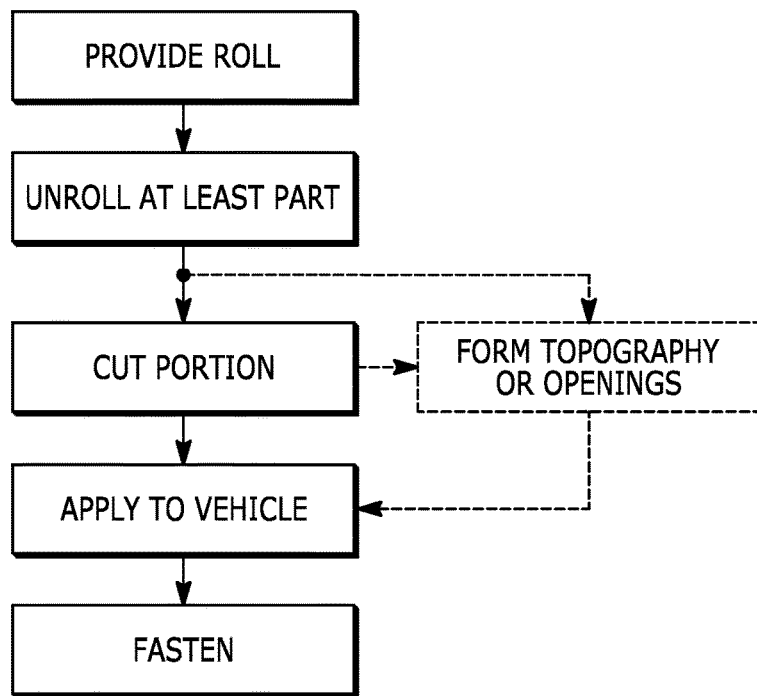 PROVIDE ROLL
UNROLL AT LEAST PART
CUT PORTION
FORM TOPOGRAPHY
OR OPENINGS
APPLY TO VEHICLE
FASTEN